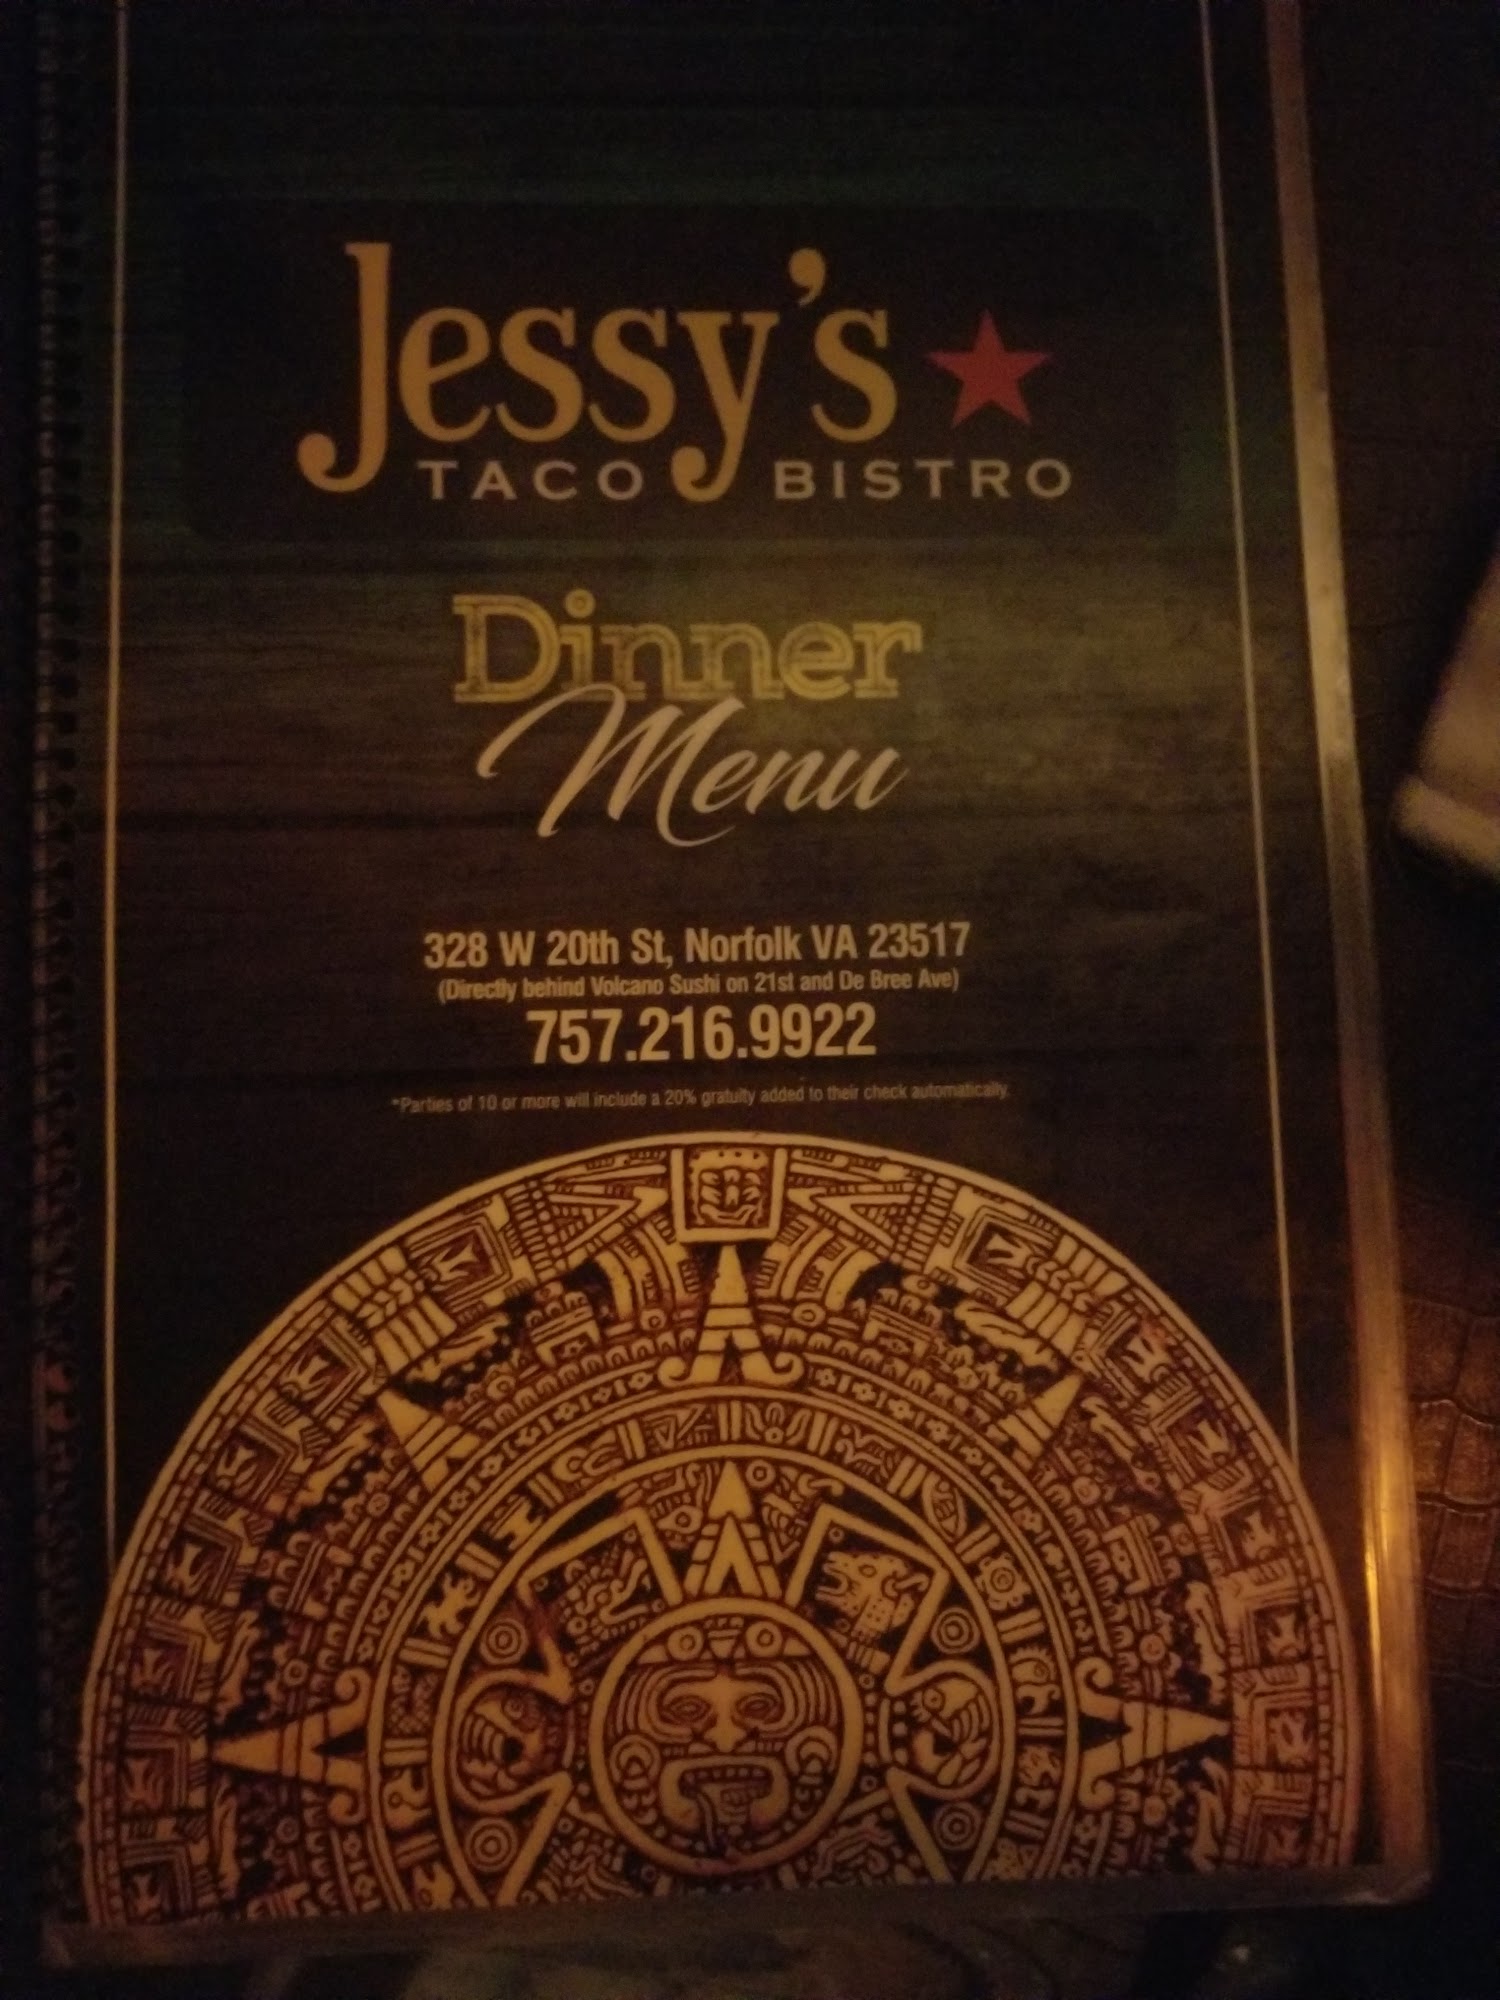 Jessy's
TACO BISTRO
Dinner
Menu
328 W 20th St, Norfolk VA 23517
(Directly behind Volcano Sushi on 21st and De Bree Ave)
757.216.9922
*Parties of 10 or more will include a 20% gratuity added to their check automatically.